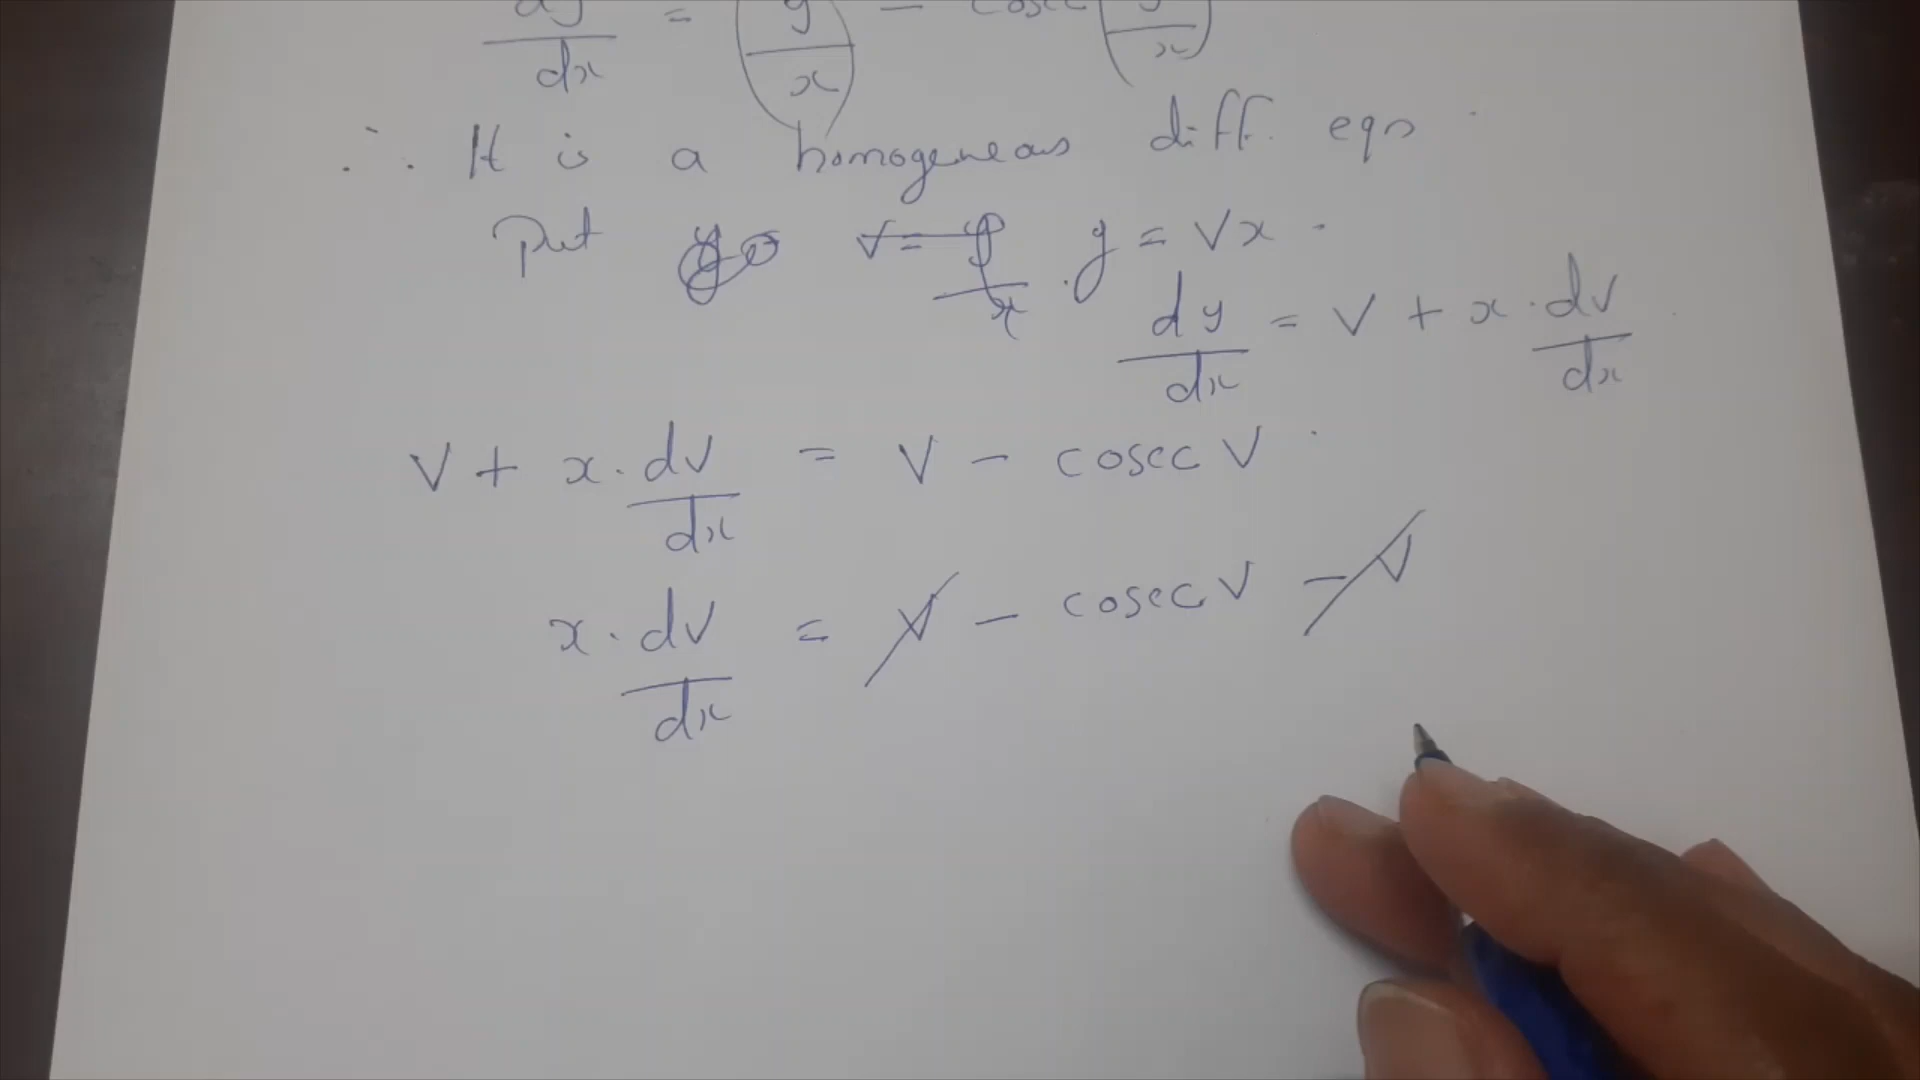 dy/dx = (y/x) - cosec (y/x)
∴ It is a homogeneous diff. eqn
Put y = vx.
dy/dx = v + x . dv/dx
v + x . dv/dx = v - cosec v
x . dv/dx = v - cosec v - v